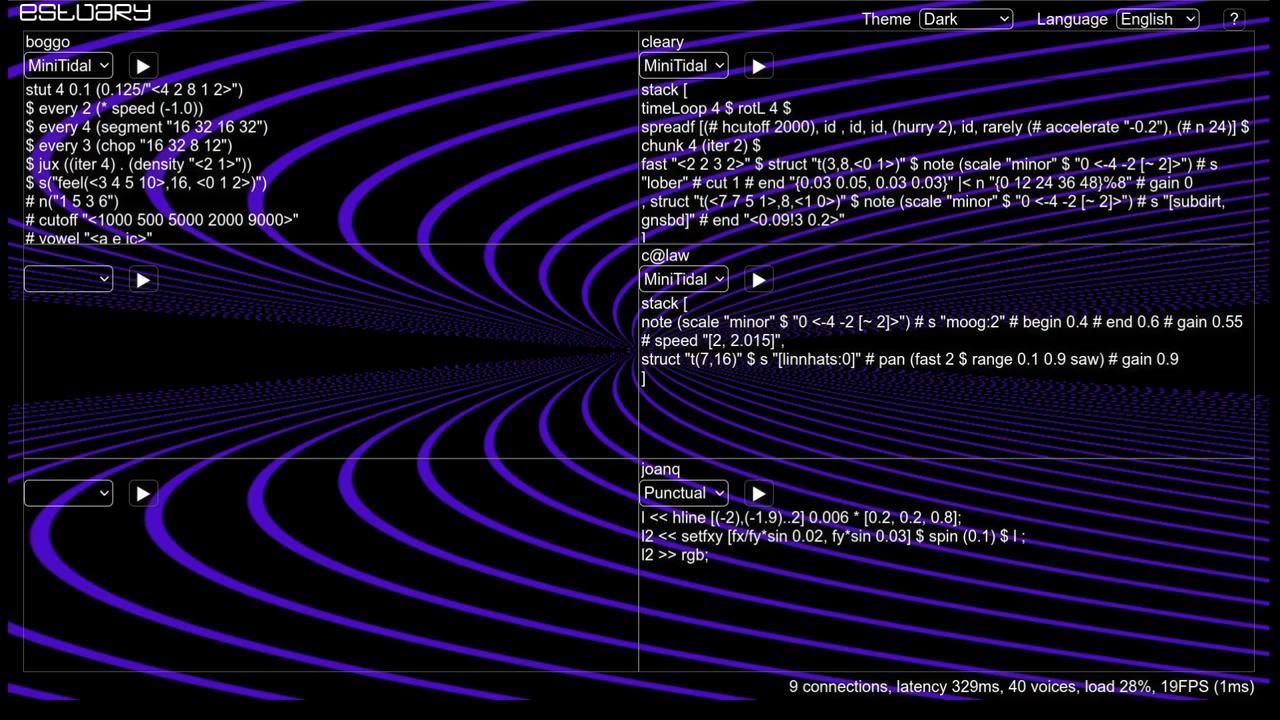 ESTUARY
Theme Dark Language English ?
boggo
MiniTidal
stut 4 0.1 (0.125/"<4 2 8 1 2>")
$ every 2 (* speed (-1.0))
$ every 4 (segment "16 32 16 32")
$ every 3 (chop "16 32 8 12")
$ jux ((iter 4) . (density "<2 1>"))
$ s("feel(<3 4 5 10>,16, <0 1 2>)")
# n("1 5 3 6")
# cutoff "<1000 500 5000 2000 9000>"
# vowel "<a e ic>"
cleary
MiniTidal
stack [
timeLoop 4 $ rotL 4 $
spreadf [(# hcutoff 2000), id , id, id, (hurry 2), id, rarely (# accelerate "-0.2"), (# n 24)] $
chunk 4 (iter 2) $
fast "<2 2 3 2>" $ struct "t(3,8,<0 1>)" $ note (scale "minor" $ "0 <-4 -2 [~ 2]>") # s
"lober" # cut 1 # end "{0.03 0.05, 0.03 0.03}" |< n "{0 12 24 36 48}%8" # gain 0
, struct "t(<7 7 5 1>,8,<1 0>)" $ note (scale "minor" $ "0 <-4 -2 [~ 2]>") # s "[subdirt,
gnsbd]" # end "<0.09!3 0.2>"
]
c@law
MiniTidal
stack [
note (scale "minor" $ "0 <-4 -2 [~ 2]>") # s "moog:2" # begin 0.4 # end 0.6 # gain 0.55
# speed "[2, 2.015]",
struct "t(7,16)" $ s "[linnhats:0]" # pan (fast 2 $ range 0.1 0.9 saw) # gain 0.9
]
joanq
Punctual
l << hline [(-2),(-1.9)..2] 0.006 * [0.2, 0.2, 0.8];
l2 << setfxy [fx/fy*sin 0.02, fy*sin 0.03] $ spin (0.1) $ l ;
l2 >> rgb;
9 connections, latency 329ms, 40 voices, load 28%, 19FPS (1ms)